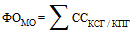 ФО_МО = ∑ СС_КСГ / КПГ